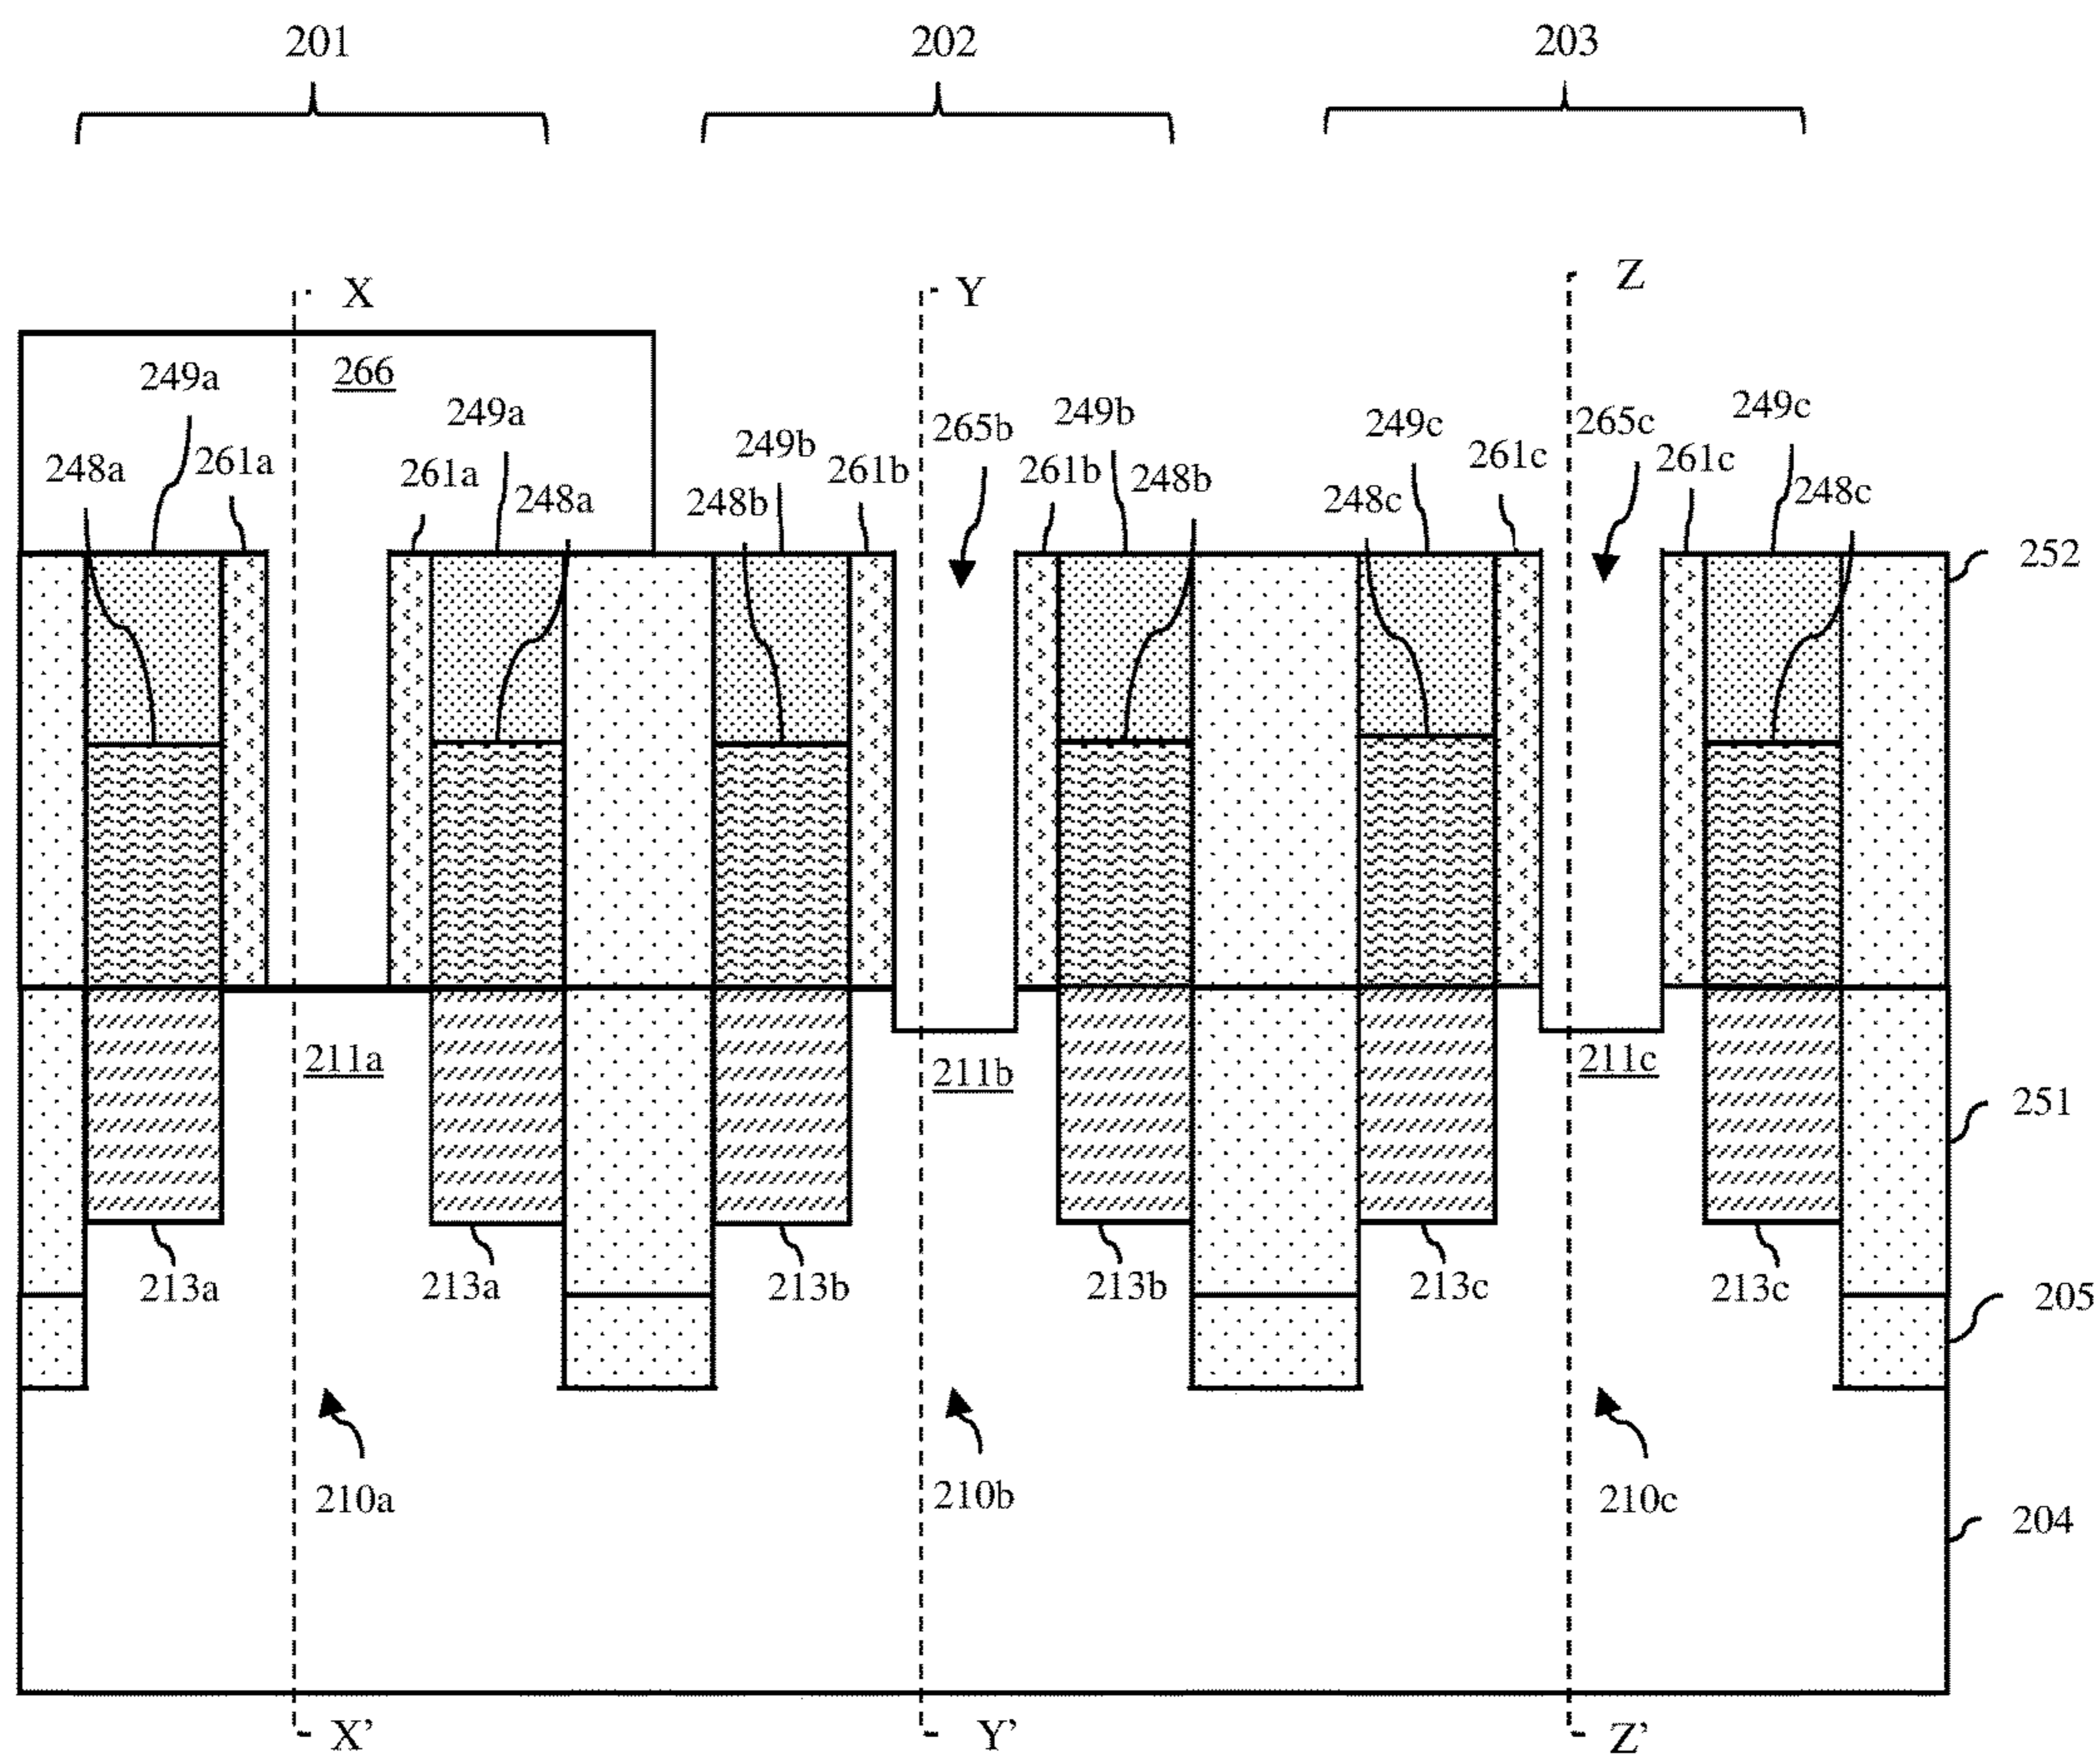 201 202 203
X Y Z
266
249a 249a 249b 265b 249b 249c 265c 249c
248a 261a 261a 248a 248b 261b 261b 248b 248c 261c 261c 248c
252
211a 211b 211c
251
213a 213a 213b 213b 213c 213c
205
210a 210b 210c
204
X' Y' Z'